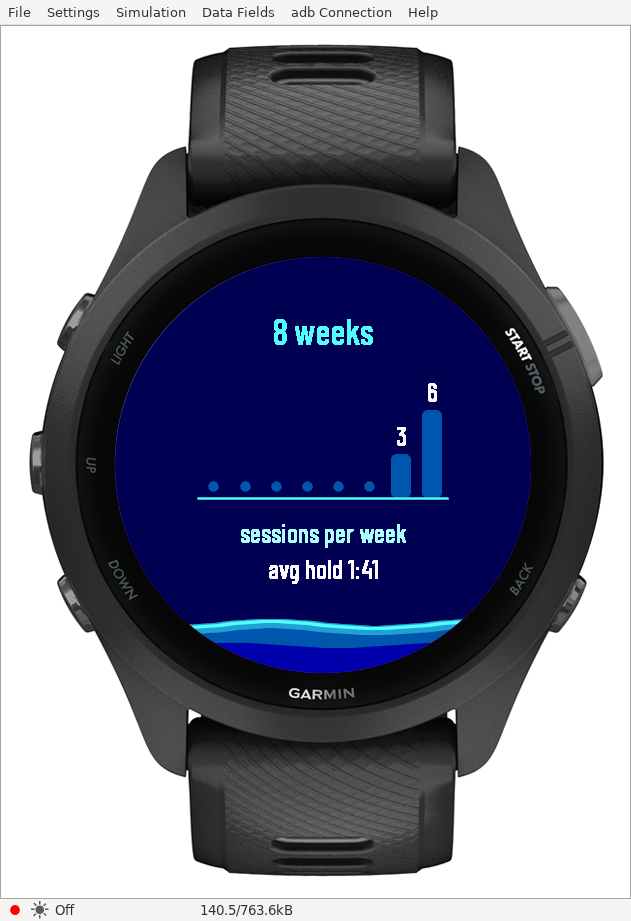 File Settings Simulation Data Fields adb Connection Help
LIGHT
START STOP
8 weeks
6
3
UP
sessions per week
avg hold 1:41
DOWN
BACK
GARMIN
Off 140.5/763.6kB